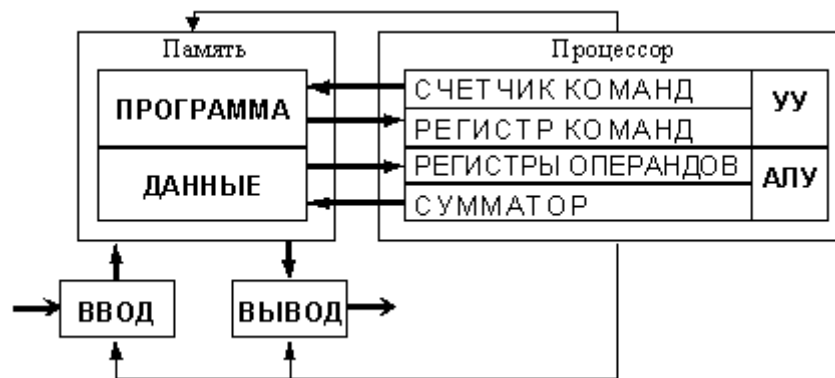 Память
ПРОГРАММА
ДАННЫЕ
Процессор
СЧЕТЧИК КОМАНД
РЕГИСТР КОМАНД
УУ
РЕГИСТРЫ ОПЕРАНДОВ
СУММАТОР
АЛУ
ВВОД
ВЫВОД